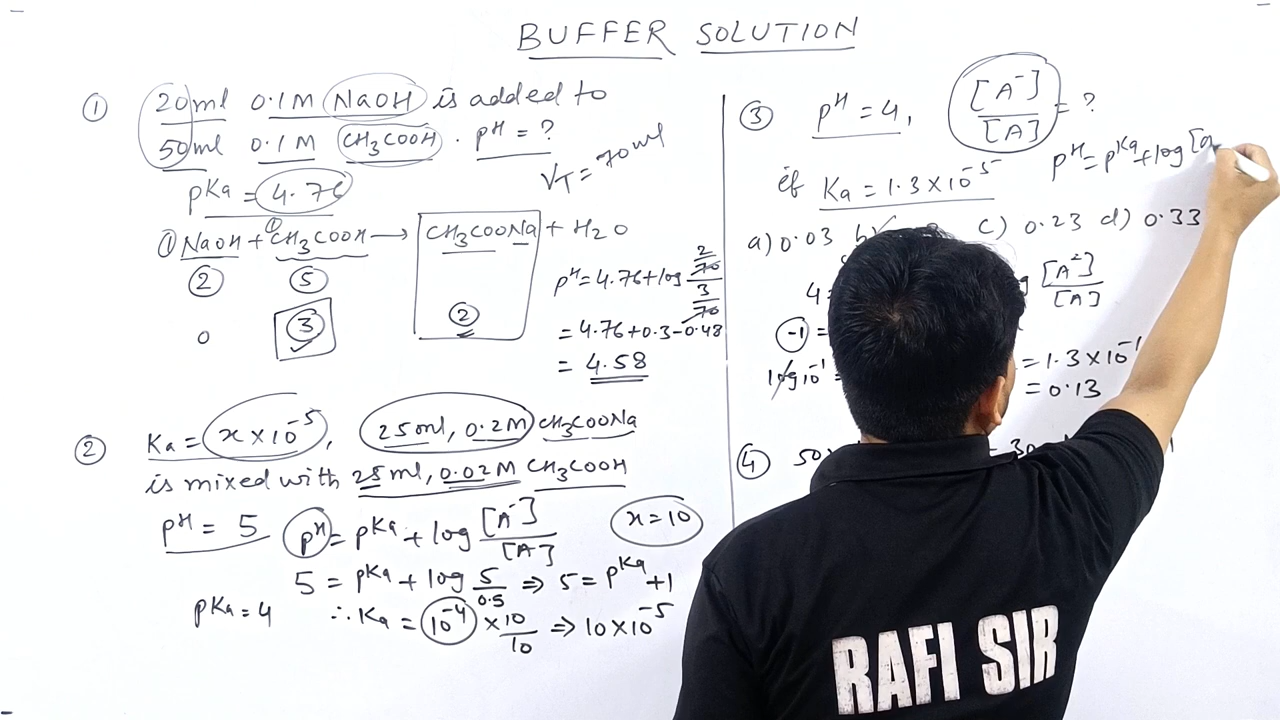 BUFFER SOLUTION
① 20ml 0.1M NaOH is added to
50ml 0.1M CH₃COOH. pH = ?
VT = 70ml
pKa = 4.76
① NaOH + ① CH₃COOH → CH₃COONa + H₂O
② ⑤ ②
0 ③
pH = 4.76 + log 2/70 / 3/70
= 4.76 + 0.3 - 0.48
= 4.58
② Ka = x × 10⁻⁵, 25ml, 0.2M CH₃COONa
is mixed with 25ml, 0.02M CH₃COOH
pH = 5 pH = pKa + log [A⁻]/[A] x = 10
5 = pKa + log 5/0.5 ⇒ 5 = pKa + 1
pKa = 4 ∴ Ka = 10⁻⁴ × 10/10 ⇒ 10 × 10⁻⁵
③ pH = 4, [A⁻]/[A] = ?
pH = pKa + log [
if Ka = 1.3 × 10⁻⁵
a) 0.03 b) c) 0.23 d) 0.33
4 = [A⁻]/[A]
-1 = = 1.3 × 10⁻¹
log 10⁻¹ = = 0.13
④ 50
RAFI SIR